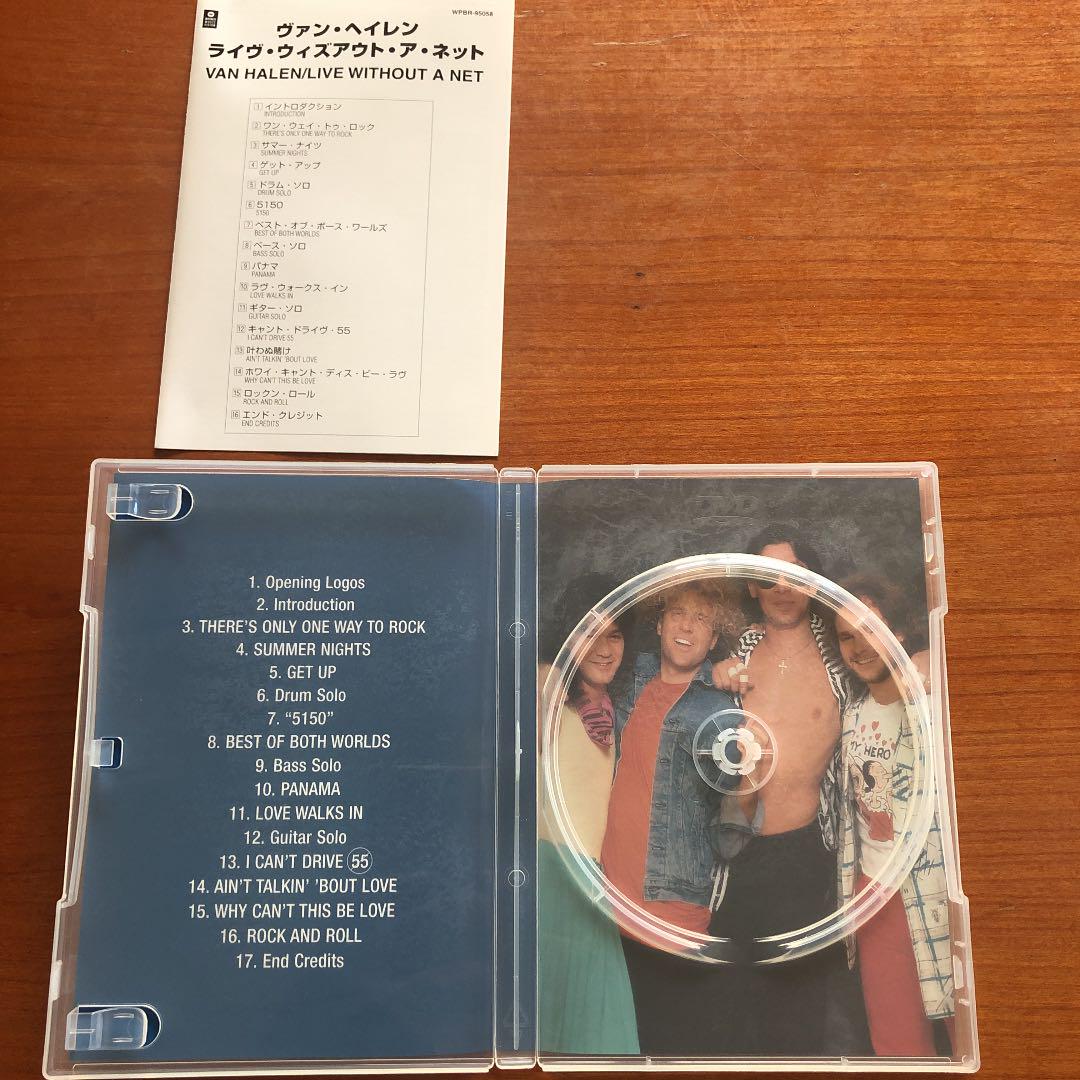 WPBR-95058
ヴァン・ヘイレン
ライヴ・ウィズアウト・ア・ネット
VAN HALEN/LIVE WITHOUT A NET
1 イントロダクション
INTRODUCTION
2 ワン・ウェイ・トゥ・ロック
THERE'S ONLY ONE WAY TO ROCK
3 サマー・ナイツ
SUMMER NIGHTS
4 ゲット・アップ
GET UP
5 ドラム・ソロ
DRUM SOLO
6 5150
5150
7 ベスト・オブ・ボース・ワールズ
BEST OF BOTH WORLDS
8 ベース・ソロ
BASS SOLO
9 パナマ
PANAMA
10 ラヴ・ウォークス・イン
LOVE WALKS IN
11 ギター・ソロ
GUITAR SOLO
12 キャント・ドライヴ・55
I CAN'T DRIVE 55
13 叶わぬ賭け
AIN'T TALKIN' 'BOUT LOVE
14 ホワイ・キャント・ディス・ビー・ラヴ
WHY CAN'T THIS BE LOVE
15 ロックン・ロール
ROCK AND ROLL
16 エンド・クレジット
END CREDITS
1. Opening Logos
2. Introduction
3. THERE'S ONLY ONE WAY TO ROCK
4. SUMMER NIGHTS
5. GET UP
6. Drum Solo
7. “5150”
8. BEST OF BOTH WORLDS
9. Bass Solo
10. PANAMA
11. LOVE WALKS IN
12. Guitar Solo
13. I CAN'T DRIVE 55
14. AIN'T TALKIN' 'BOUT LOVE
15. WHY CAN'T THIS BE LOVE
16. ROCK AND ROLL
17. End Credits
DVD
MY HERO